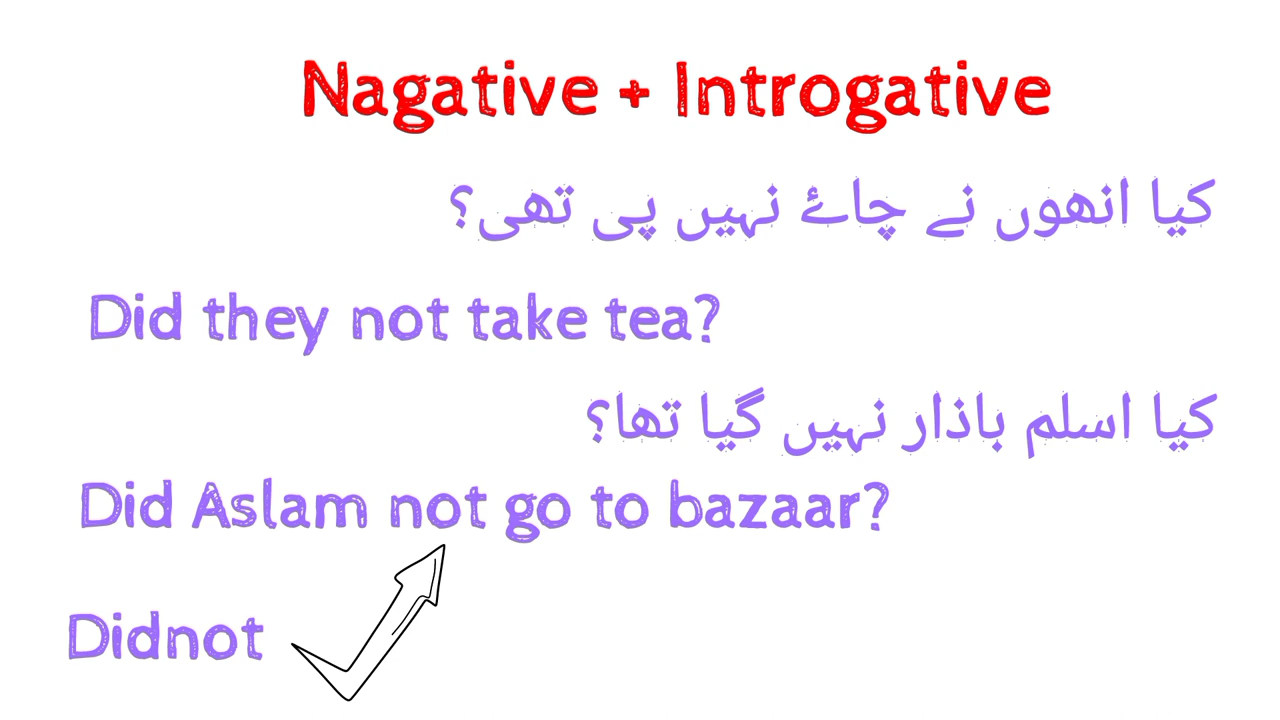 Nagative + Introgative
کیا انھوں نے چاۓ نہیں پی تھی؟
Did they not take tea?
کیا اسلم باذار نہیں گیا تھا؟
Did Aslam not go to bazaar?
Didnot